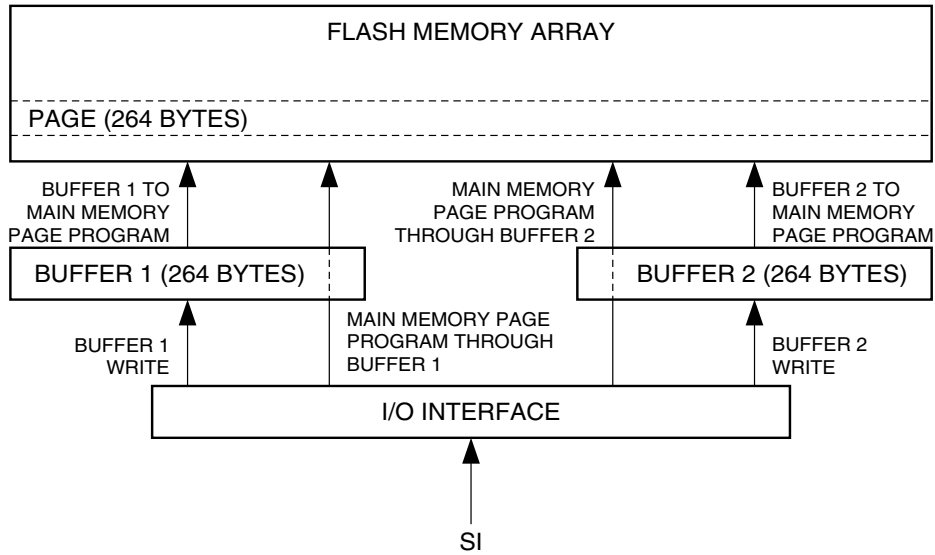 FLASH MEMORY ARRAY
PAGE (264 BYTES)
BUFFER 1 TO
MAIN MEMORY
PAGE PROGRAM
MAIN MEMORY
PAGE PROGRAM
THROUGH BUFFER 2
BUFFER 2 TO
MAIN MEMORY
PAGE PROGRAM
BUFFER 1 (264 BYTES)
BUFFER 2 (264 BYTES)
BUFFER 1
WRITE
MAIN MEMORY PAGE
PROGRAM THROUGH
BUFFER 1
BUFFER 2
WRITE
I/O INTERFACE
SI